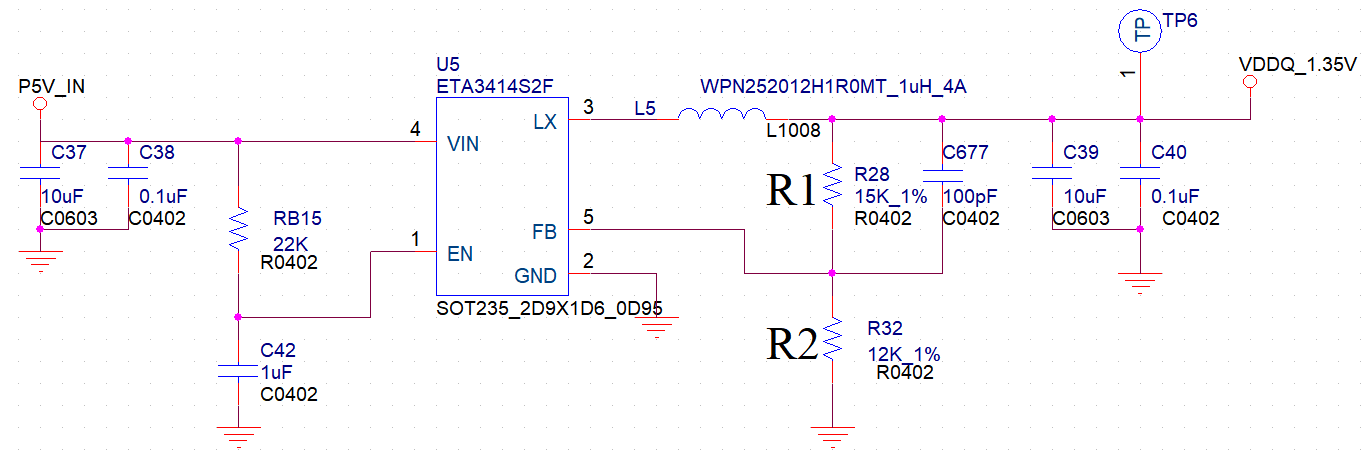 TP6
TP
1
P5V_IN
U5
ETA3414S2F
WPN252012H1R0MT_1uH_4A
VDDQ_1.35V
3
L5
LX
L1008
4
VIN
C37
10uF
C0603
C38
0.1uF
C0402
RB15
22K
R0402
1
EN
5
FB
2
GND
SOT235_2D9X1D6_0D95
R1
R28
15K_1%
R0402
C677
100pF
C0402
C39
10uF
C0603
C40
0.1uF
C0402
C42
1uF
C0402
R2
R32
12K_1%
R0402